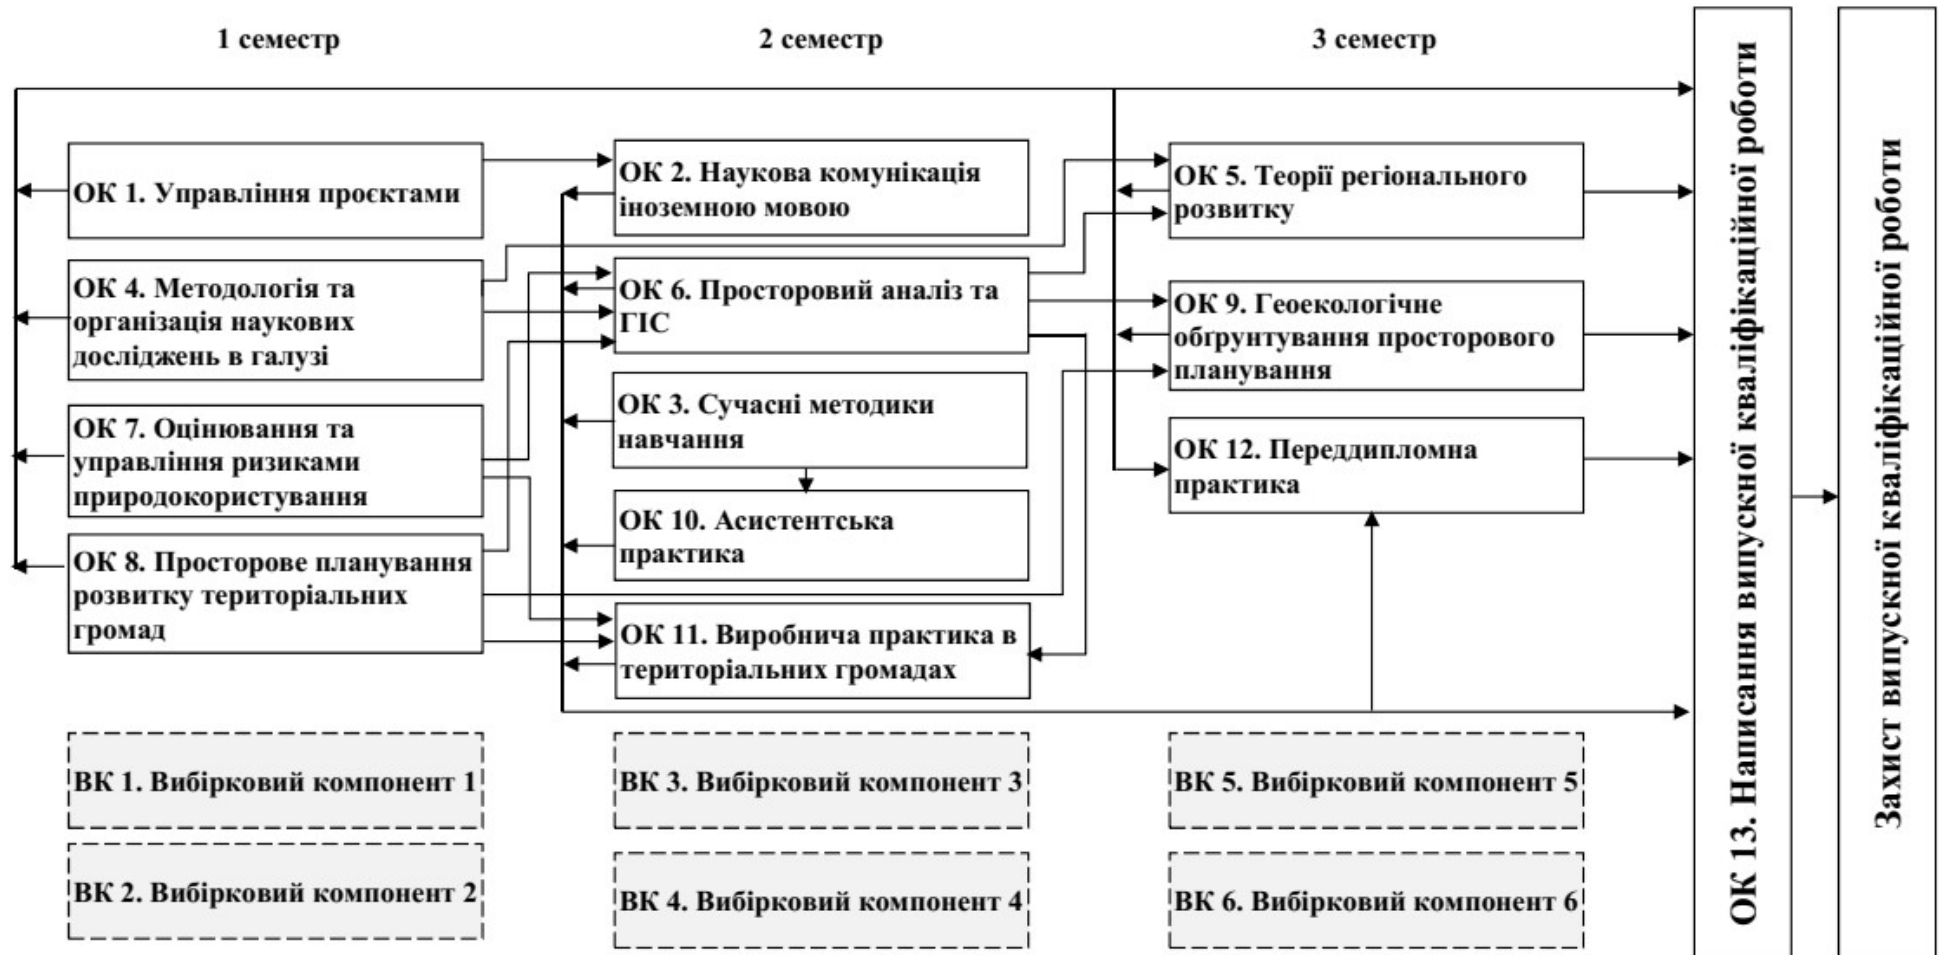 1 семестр
2 семестр
3 семестр
ОК 1. Управління проєктами
ОК 4. Методологія та
організація наукових
досліджень в галузі
ОК 7. Оцінювання та
управління ризиками
природокористування
ОК 8. Просторове планування
розвитку територіальних
громад
ВК 1. Вибірковий компонент 1
ВК 2. Вибірковий компонент 2
ОК 2. Наукова комунікація
іноземною мовою
ОК 6. Просторовий аналіз та
ГІС
ОК 3. Сучасні методики
навчання
ОК 10. Асистентська
практика
ОК 11. Виробнича практика в
територіальних громадах
ВК 3. Вибірковий компонент 3
ВК 4. Вибірковий компонент 4
ОК 5. Теорії регіонального
розвитку
ОК 9. Геоекологічне
обґрунтування просторового
планування
ОК 12. Переддипломна
практика
ВК 5. Вибірковий компонент 5
ВК 6. Вибірковий компонент 6
ОК 13. Написання випускної кваліфікаційної роботи
Захист випускної кваліфікаційної роботи